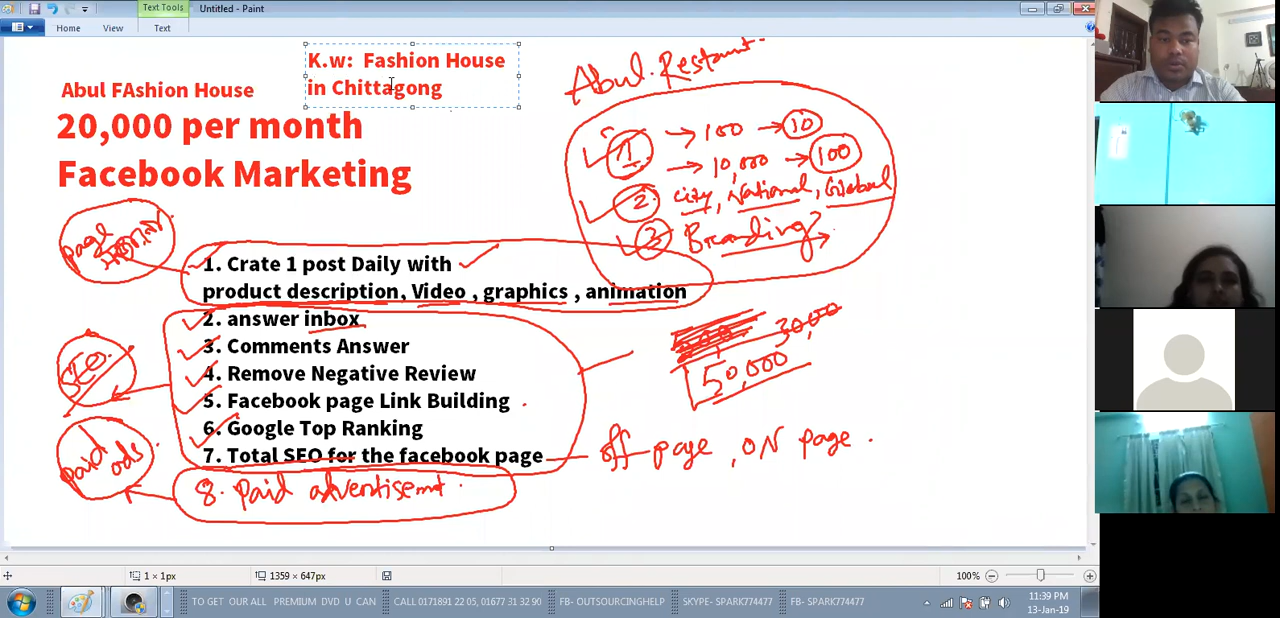 Untitled - Paint
Text Tools
Home
View
Text
K.w: Fashion House
in Chittagong
Abul FAshion House
20,000 per month
Facebook Marketing
Abul. Restaunt.
1 → 100 → 10
→ 10,000 → 100
2. City, National, Global
3 Branding?
page
1. Crate 1 post Daily with
product description, Video , graphics , animation
2. answer inbox
3. Comments Answer
4. Remove Negative Review
5. Facebook page Link Building
6. Google Top Ranking
7. Total SEO for the facebook page
SEO.
30,00
50,000
off page, ON page.
paid ads
8. Paid advertisemt.
1 × 1px
1359 × 647px
100%
TO GET OUR ALL PREMIUM DVD U CAN
CALL 0171891 22 05, 01677 31 32 90
FB- OUTSOURCINGHELP
SKYPE- SPARK774477
FB- SPARK774477
11:39 PM
13-Jan-19